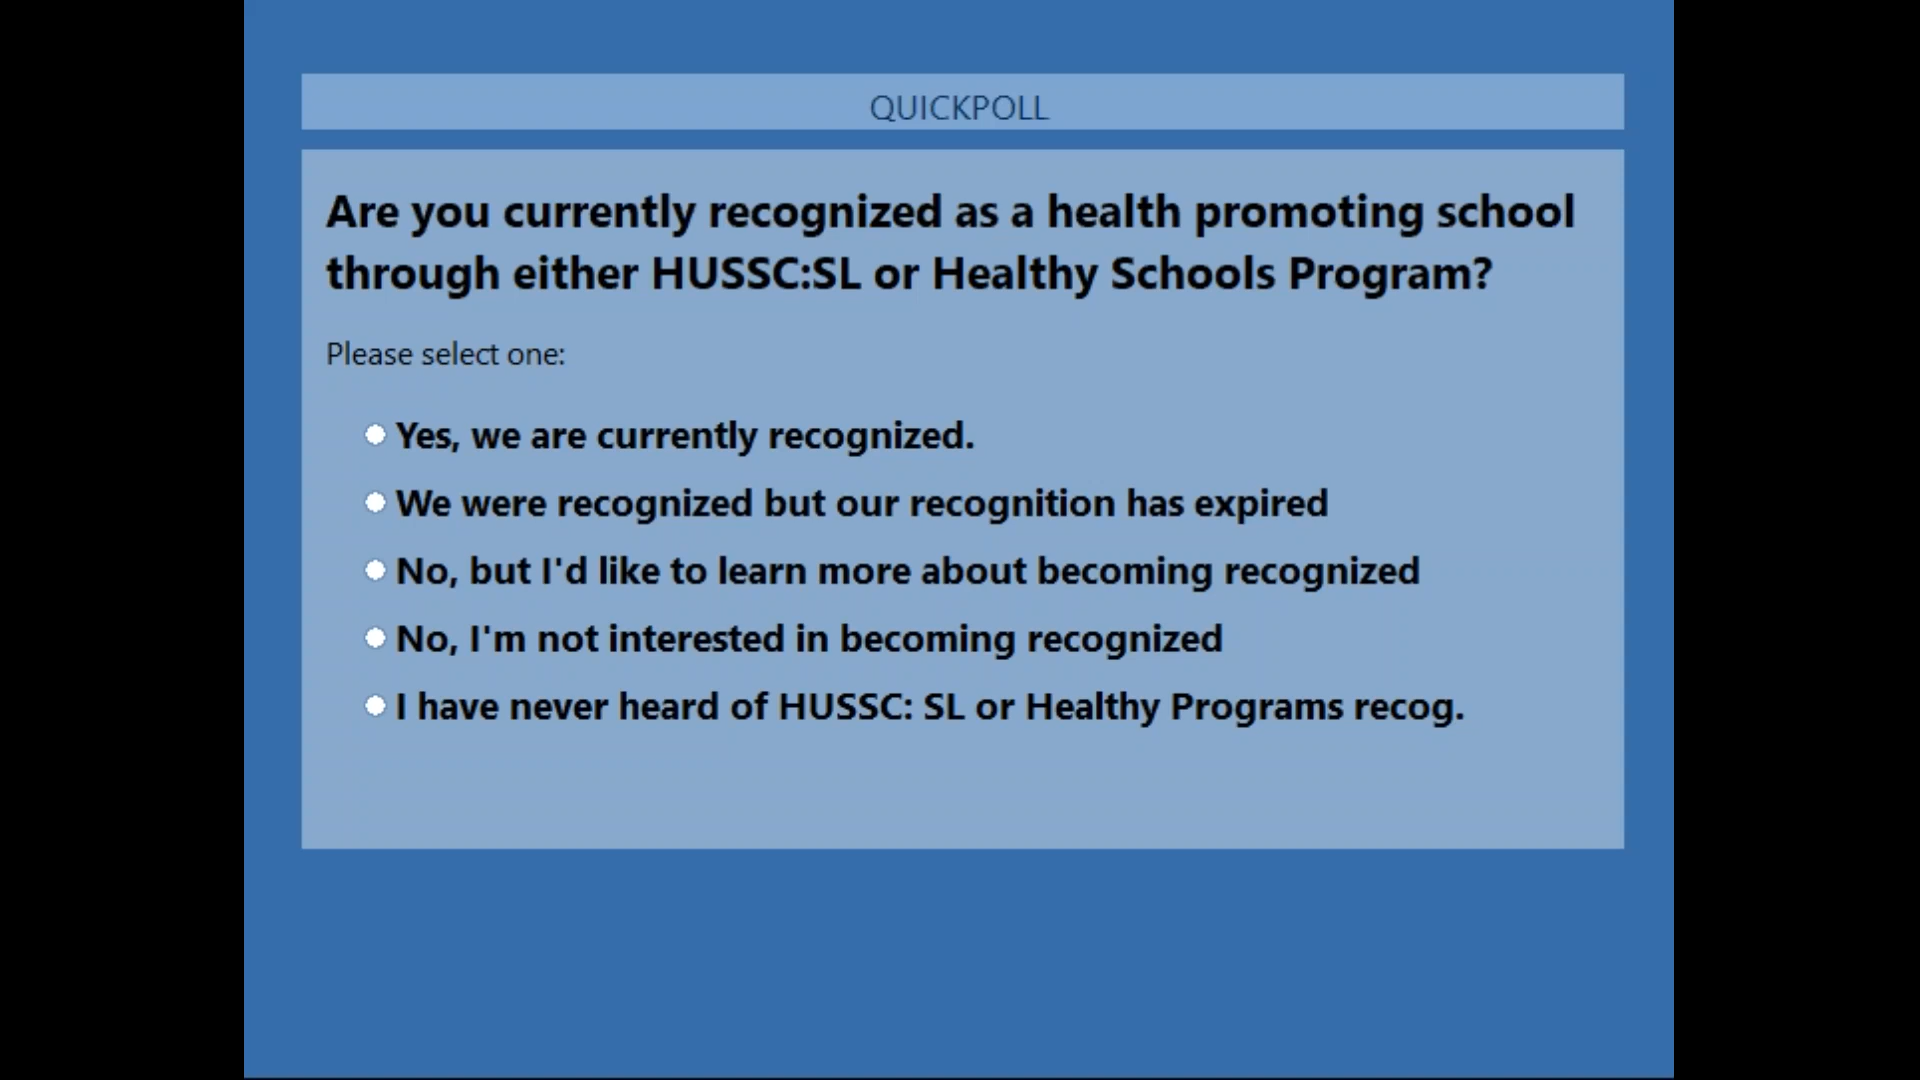 QUICKPOLL
Are you currently recognized as a health promoting school
through either HUSSC:SL or Healthy Schools Program?
Please select one:
Yes, we are currently recognized.
We were recognized but our recognition has expired
No, but I'd like to learn more about becoming recognized
No, I'm not interested in becoming recognized
I have never heard of HUSSC: SL or Healthy Programs recog.